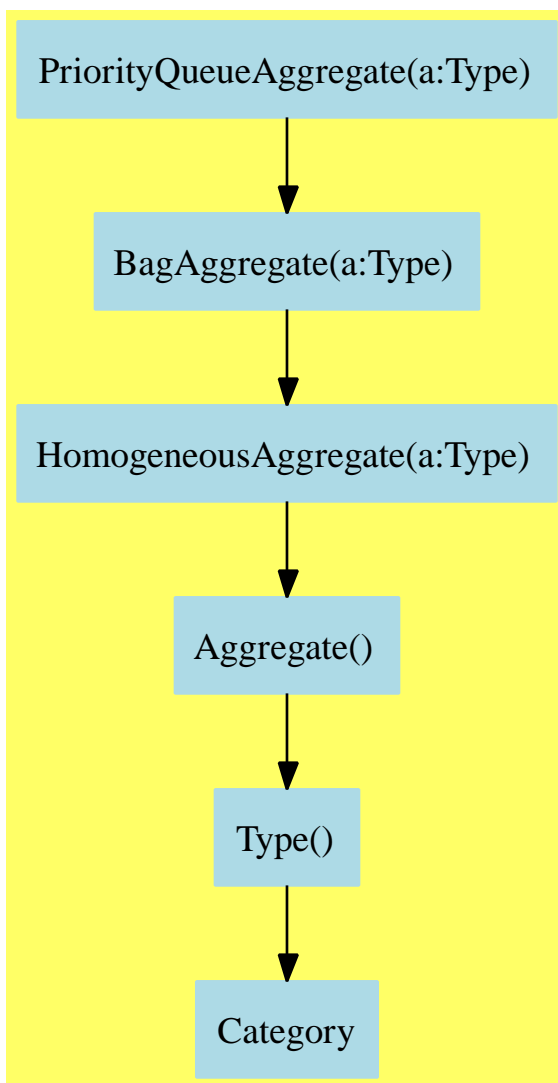 PriorityQueueAggregate(a:Type)
BagAggregate(a:Type)
HomogeneousAggregate(a:Type)
Aggregate()
Type()
Category